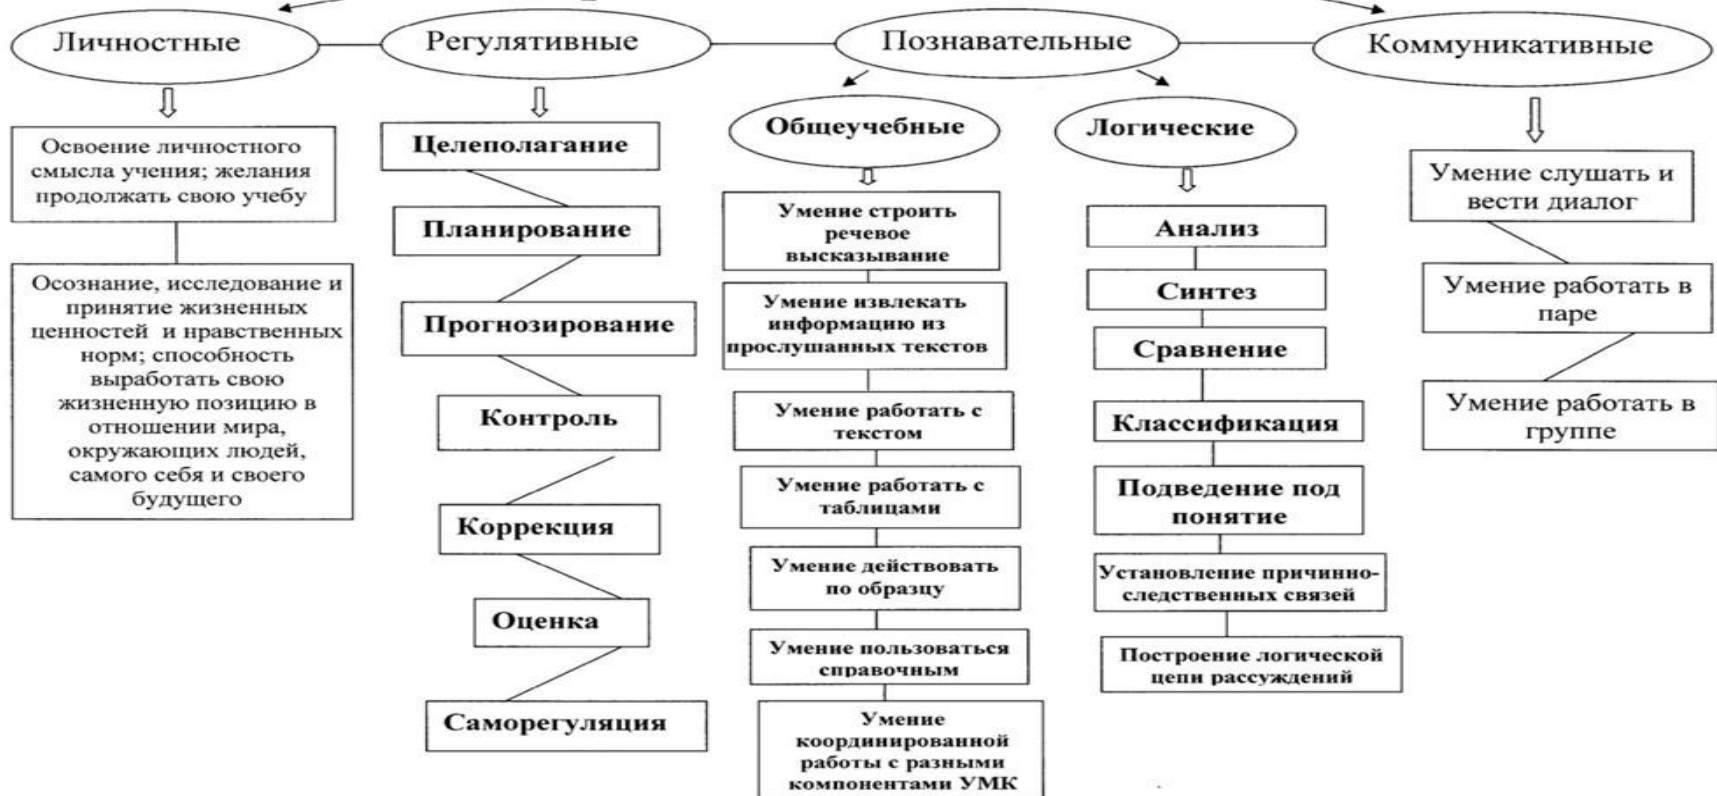 Личностные
Регулятивные
Познавательные
Коммуникативные
Освоение личностного
смысла учения; желания
продолжать свою учебу
Осознание, исследование и
принятие жизненных
ценностей и нравственных
норм; способность
выработать свою
жизненную позицию в
отношении мира,
окружающих людей,
самого себя и своего
будущего
Целеполагание
Планирование
Прогнозирование
Контроль
Коррекция
Оценка
Саморегуляция
Общеучебные
Умение строить
речевое
высказывание
Умение извлекать
информацию из
прослушанных текстов
Умение работать с
текстом
Умение работать с
таблицами
Умение действовать
по образцу
Умение пользоваться
справочным
Умение
координированной
работы с разными
компонентами УМК
Логические
Анализ
Синтез
Сравнение
Классификация
Подведение под
понятие
Установление причинно-
следственных связей
Построение логической
цепи рассуждений
Умение слушать и
вести диалог
Умение работать в
паре
Умение работать в
группе